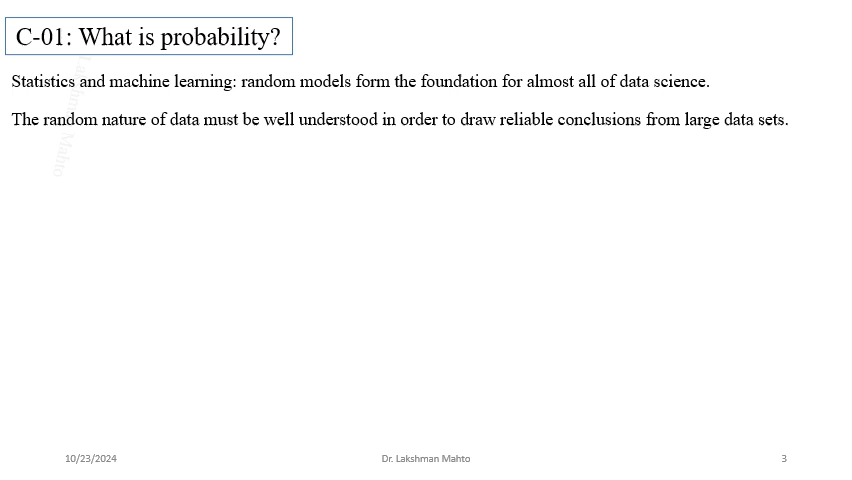 C-01: What is probability?
Statistics and machine learning: random models form the foundation for almost all of data science.
The random nature of data must be well understood in order to draw reliable conclusions from large data sets.
Lakshman Mahto
10/23/2024
Dr. Lakshman Mahto
3